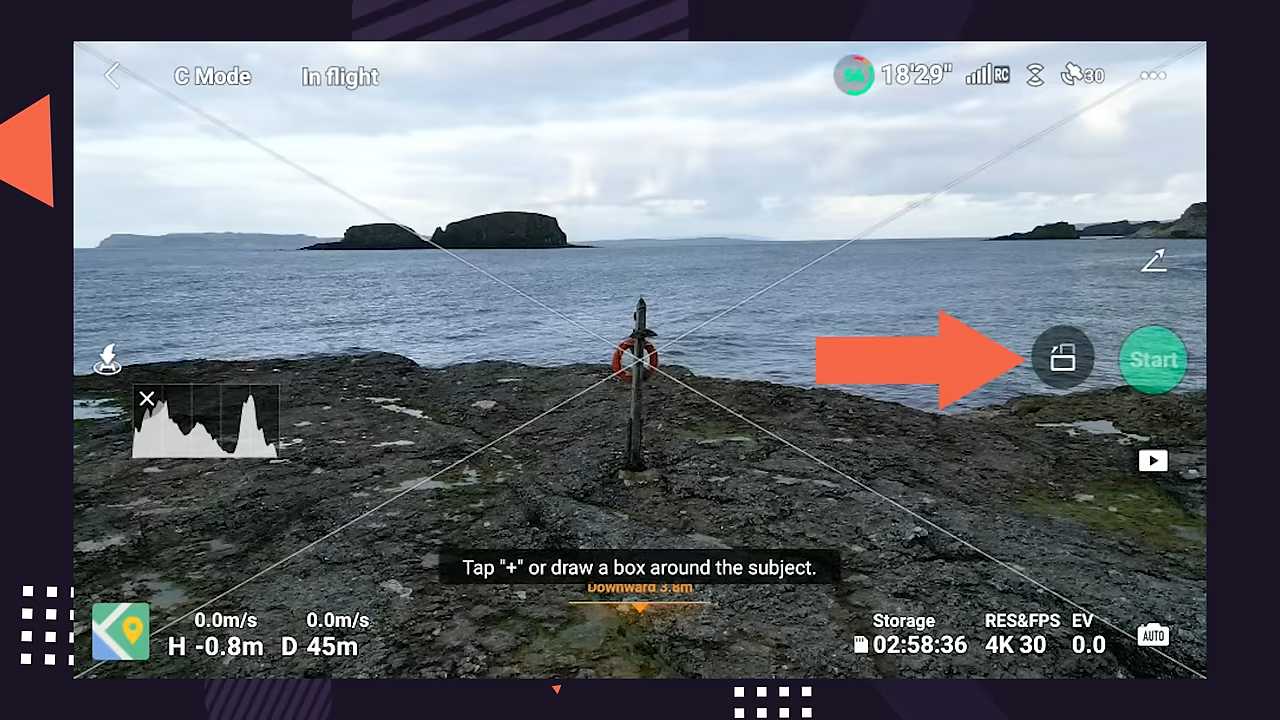 C Mode
In flight
56
18'29"
RC
30
Start
Tap "+" or draw a box around the subject.
Downward 3.8m
0.0m/s
0.0m/s
H -0.8m
D 45m
Storage
02:58:36
RES&FPS
4K 30
EV
0.0
AUTO